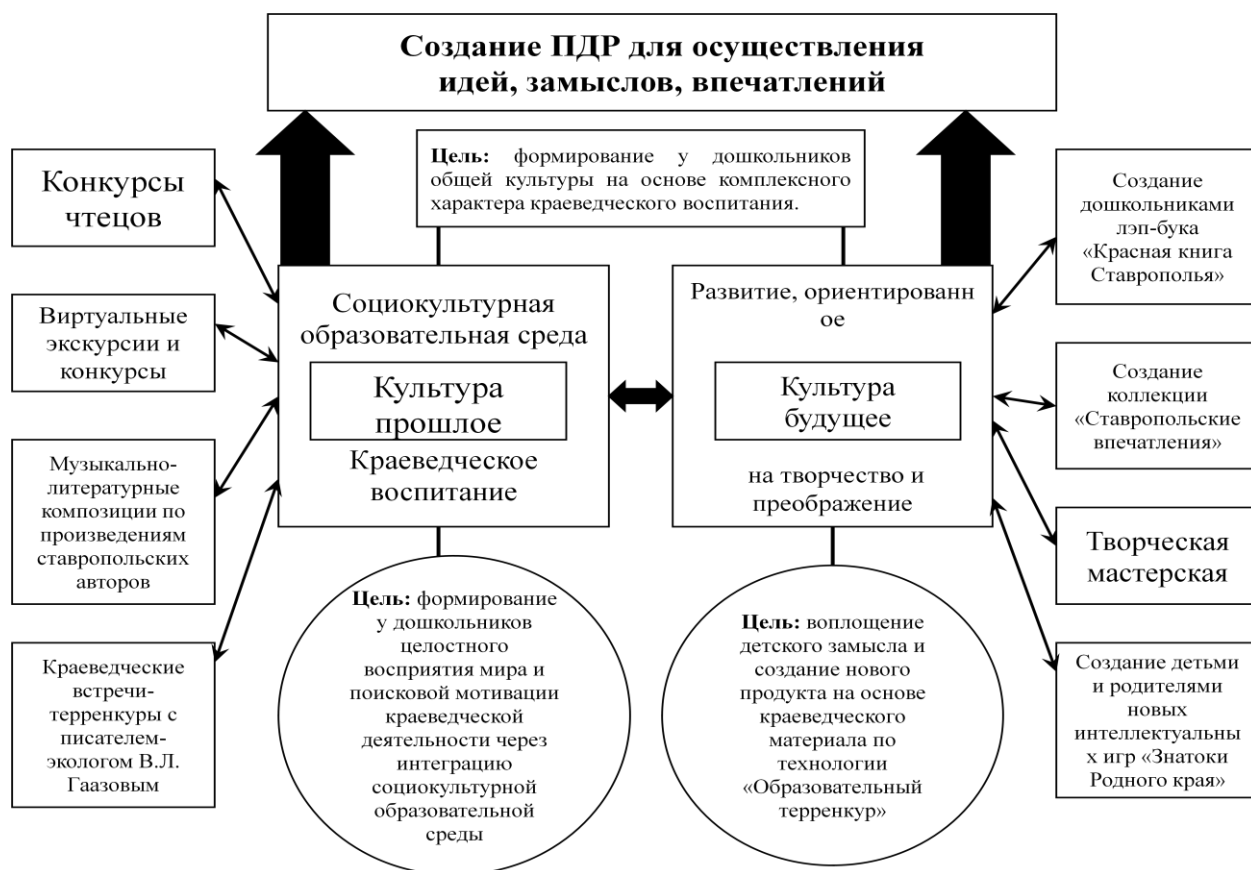 Создание ПДР для осуществления
идей, замыслов, впечатлений
Цель: формирование у дошкольников
общей культуры на основе комплексного
характера краеведческого воспитания.
Конкурсы
чтецов
Виртуальные
экскурсии и
конкурсы
Музыкально-
литературные
композиции по
произведениям
ставропольских
авторов
Краеведческие
встречи-
терренкуры с
писателем-
экологом В.Л.
Гаазовым
Социокультурная
образовательная среда
Культура
прошлое
Краеведческое
воспитание
Развитие, ориентированн
ое
Культура
будущее
на творчество и
преображение
Создание
дошкольниками
лэп-бука
«Красная книга
Ставрополья»
Создание
коллекции
«Ставропольские
впечатления»
Творческая
мастерская
Создание детьми
и родителями
новых
интеллектуальны
х игр «Знатоки
Родного края»
Цель: формирование
у дошкольников
целостного
восприятия мира и
поисковой мотивации
краеведческой
деятельности через
интеграцию
социокультурной
образовательной
среды
Цель: воплощение
детского замысла и
создание нового
продукта на основе
краеведческого
материала по
технологии
«Образовательный
терренкур»